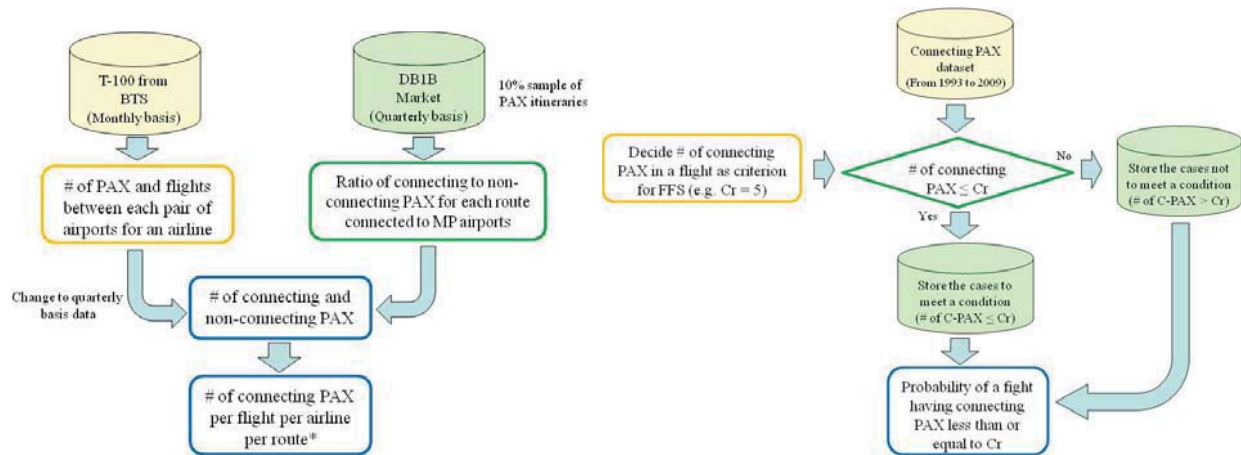 T-100 from
BTS
(Monthly basis)
DB1B
Market
(Quarterly basis)
10% sample of
PAX itineraries
# of PAX and flights
between each pair of
airports for an airline
Ratio of connecting to non-
connecting PAX for each route
connected to MP airports
Change to quarterly
basis data
# of connecting and
non-connecting PAX
# of connecting PAX
per flight per airline
per route*
Connecting PAX
dataset
(From 1993 to 2009)
Decide # of connecting
PAX in a flight as criterion
for FFS (e.g. Cr = 5)
# of connecting
PAX ≤ Cr
No
Store the cases not
to meet a condition
(# of C-PAX > Cr)
Yes
Store the cases to
meet a condition
(# of C-PAX ≤ Cr)
Probability of a fight
having connecting
PAX less than or
equal to Cr